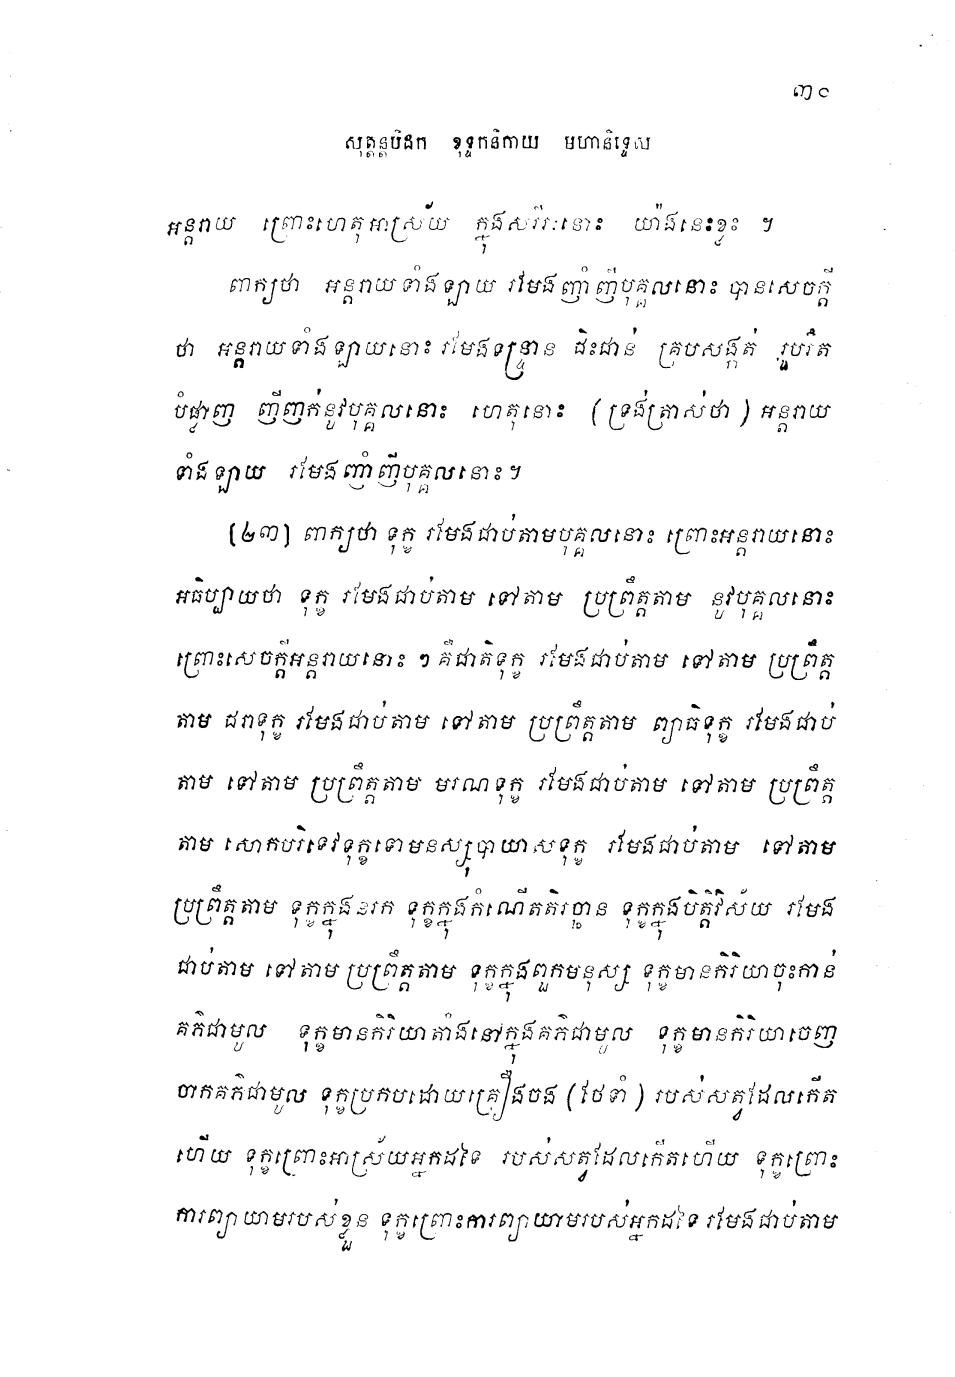 ៣០
សុត្តន្តបិដក ខុទ្ទកនិកាយ មហានិទ្ទេស
អន្តរាយ ព្រោះហេតុអាស្រ័យ ក្នុងសរីរៈនោះ យ៉ាងនេះខ្លះ ។
ពាក្យថា អន្តរាយទាំងឡាយ រមែងញាំញីបុគ្គលនោះ បានសេចក្តី
ថា អន្តរាយទាំងឡាយនោះ រមែងទន្ទ្រាន ជិះជាន់ គ្របសង្កត់ រួបរឹត
បំផ្លាញ ញីញក់នូវបុគ្គលនោះ ហេតុនោះ (ទ្រង់ត្រាស់ថា) អន្តរាយ
ទាំងឡាយ រមែងញាំញីបុគ្គលនោះ។
(៤៣) ពាក្យថា ទុក្ខ រមែងជាប់តាមបុគ្គលនោះ ព្រោះអន្តរាយនោះ
អធិប្បាយថា ទុក្ខ រមែងជាប់តាម ទៅតាម ប្រព្រឹត្តតាម នូវបុគ្គលនោះ
ព្រោះសេចក្តីអន្តរាយនោះ ។ គឺជាតិទុក្ខ រមែងជាប់តាម ទៅតាម ប្រព្រឹត្ត
តាម ជរាទុក្ខ រមែងជាប់តាម ទៅតាម ប្រព្រឹត្តតាម ព្យាធិទុក្ខ រមែងជាប់
តាម ទៅតាម ប្រព្រឹត្តតាម មរណទុក្ខ រមែងជាប់តាម ទៅតាម ប្រព្រឹត្ត
តាម សោកបរិទេវទុក្ខទោមនស្សុបាយាសទុក្ខ រមែងជាប់តាម ទៅតាម
ប្រព្រឹត្តតាម ទុក្ខក្នុងនរក ទុក្ខក្នុងកំណើតតិរច្ឆាន ទុក្ខក្នុងបិត្តិវិស័យ រមែង
ជាប់តាម ទៅតាម ប្រព្រឹត្តតាម ទុក្ខក្នុងពួកមនុស្ស ទុក្ខមានកិរិយាចុះកាន់
គភ៌ជាមូល ទុក្ខមានកិរិយាតាំងនៅក្នុងគភ៌ជាមូល ទុក្ខមានកិរិយាចេញ
ចាកគភ៌ជាមូល ទុក្ខប្រកបដោយគ្រឿងចង (ថែទាំ) របស់សត្វដែលកើត
ហើយ ទុក្ខព្រោះអាស្រ័យអ្នកដទៃ របស់សត្វដែលកើតហើយ ទុក្ខព្រោះ
ការព្យាយាមរបស់ខ្លួន ទុក្ខព្រោះការព្យាយាមរបស់អ្នកដទៃ រមែងជាប់តាម